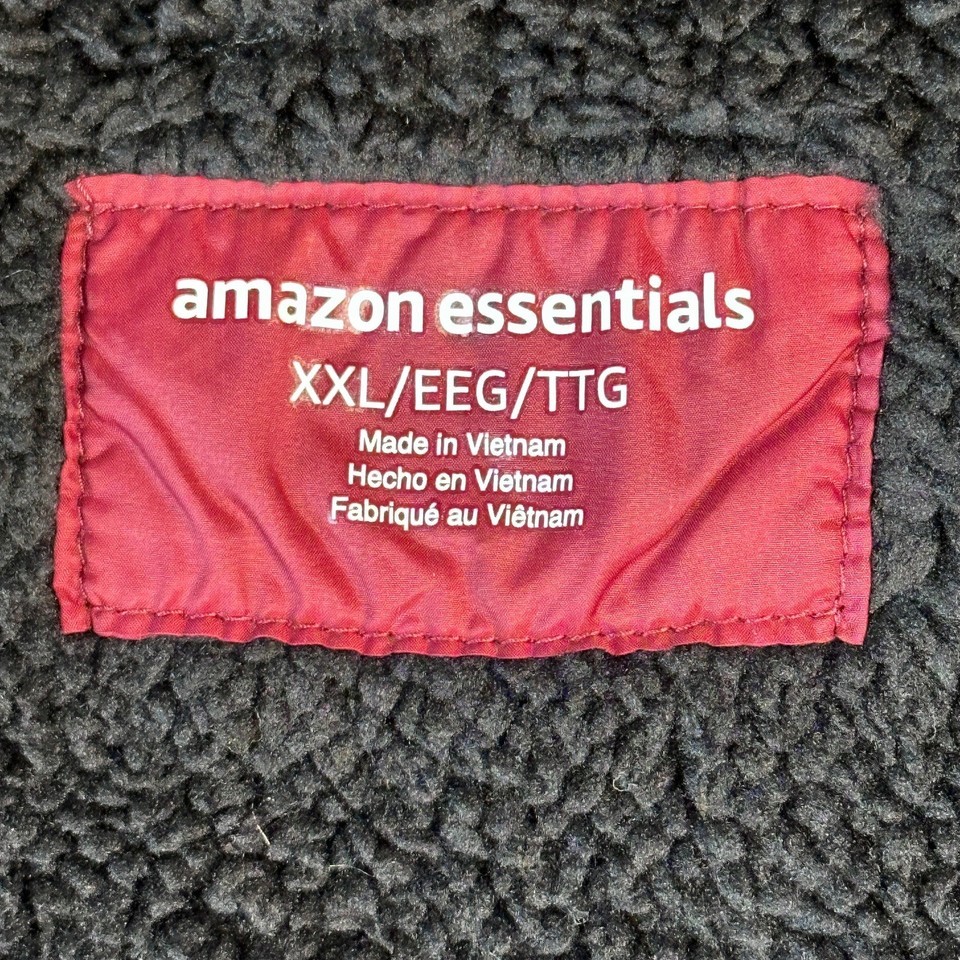 amazon essentials
XXL/EEG/TTG
Made in Vietnam
Hecho en Vietnam
Fabriqué au Viêtnam